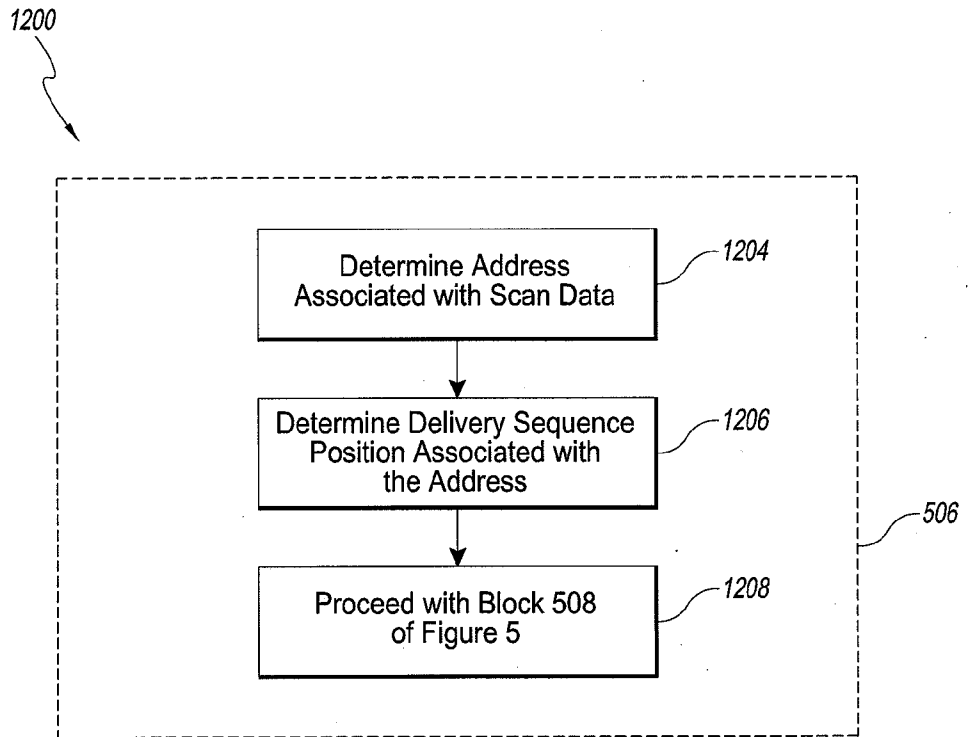 1200
Determine Address
Associated with Scan Data
1204
Determine Delivery Sequence
Position Associated with
the Address
1206
506
Proceed with Block 508
of Figure 5
1208